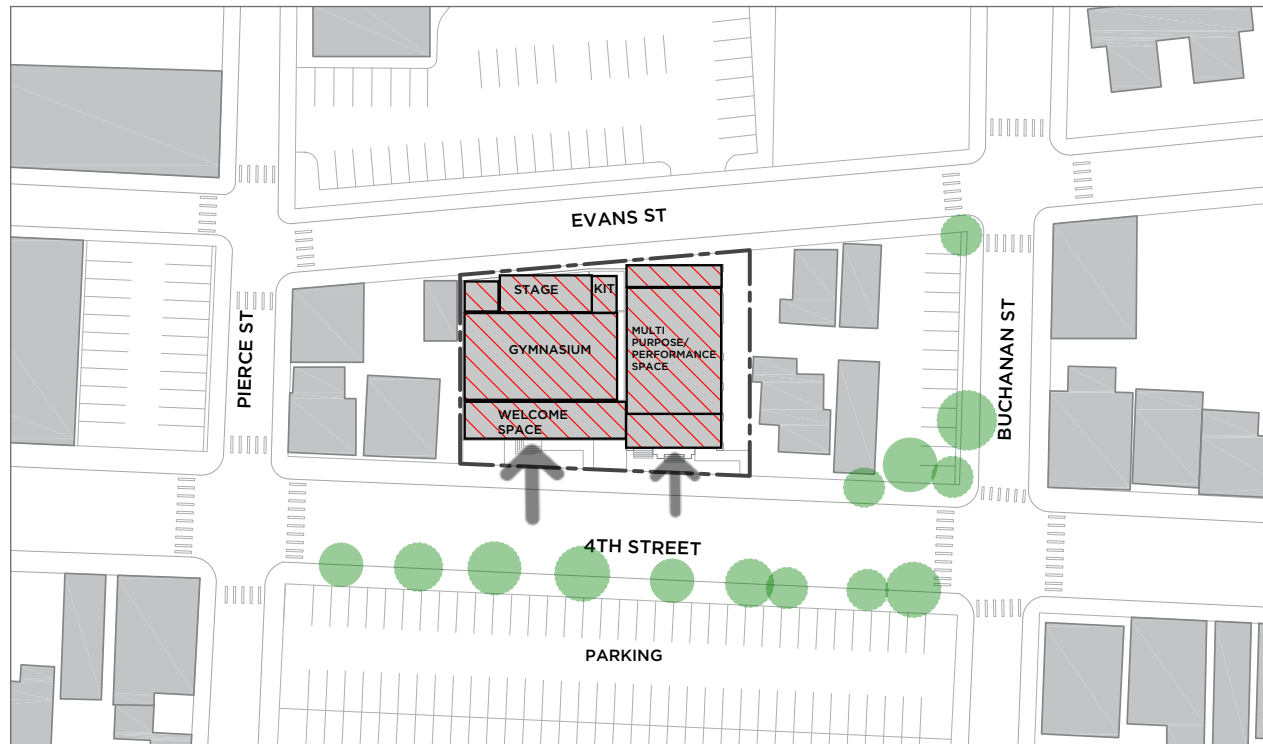 EVANS ST
STAGE
KIT
GYMNASIUM
MULTI
PURPOSE/
PERFORMANCE
SPACE
WELCOME
SPACE
PIERCE ST
BUCHANAN ST
4TH STREET
PARKING